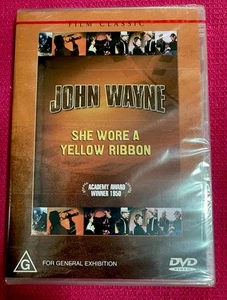 FILM CLASSIC
JOHN WAYNE
SHE WORE A
YELLOW RIBBON
ACADEMY AWARD
WINNER 1950
G
FOR GENERAL EXHIBITION
DVD
VIDEO